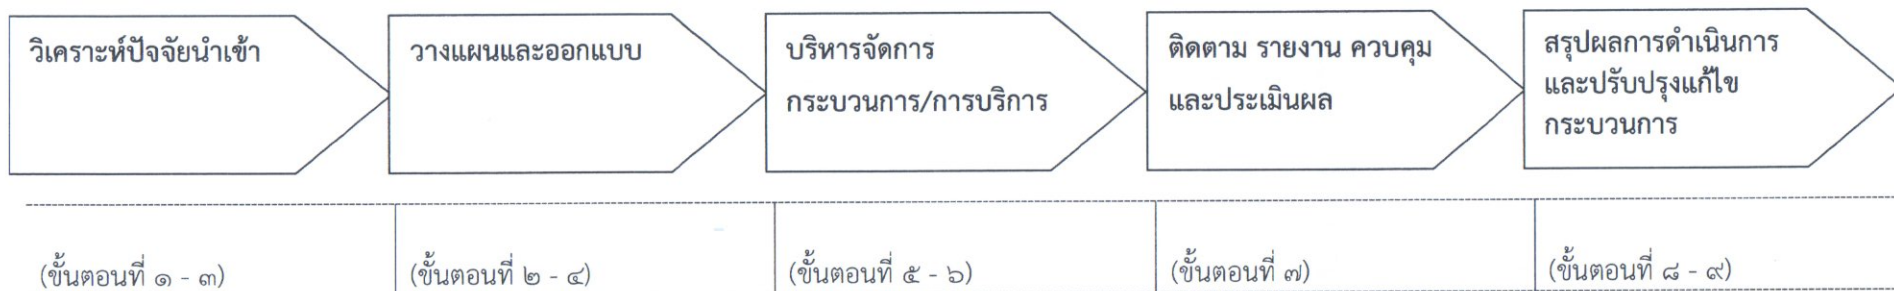 วิเคราะห์ปัจจัยนำเข้า
วางแผนและออกแบบ
บริหารจัดการ
กระบวนการ/การบริการ
ติดตาม รายงาน ควบคุม
และประเมินผล
สรุปผลการดำเนินการ
และปรับปรุงแก้ไข
กระบวนการ
(ขั้นตอนที่ ๑ - ๓)
(ขั้นตอนที่ ๒ - ๔)
(ขั้นตอนที่ ๕ - ๖)
(ขั้นตอนที่ ๗)
(ขั้นตอนที่ ๘ - ๙)